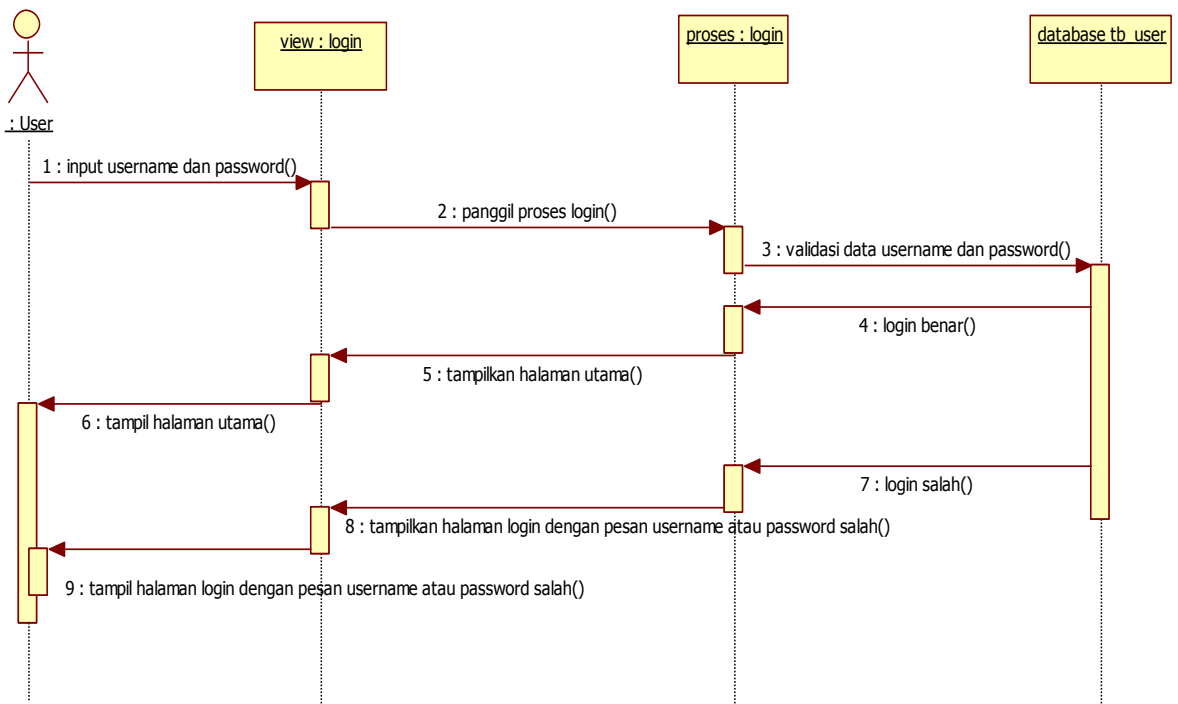 view : login
proses : login
database tb_user
: User
1 : input username dan password()
2 : panggil proses login()
3 : validasi data username dan password()
4 : login benar()
5 : tampilkan halaman utama()
6 : tampil halaman utama()
7 : login salah()
8 : tampilkan halaman login dengan pesan username atau password salah()
9 : tampil halaman login dengan pesan username atau password salah()